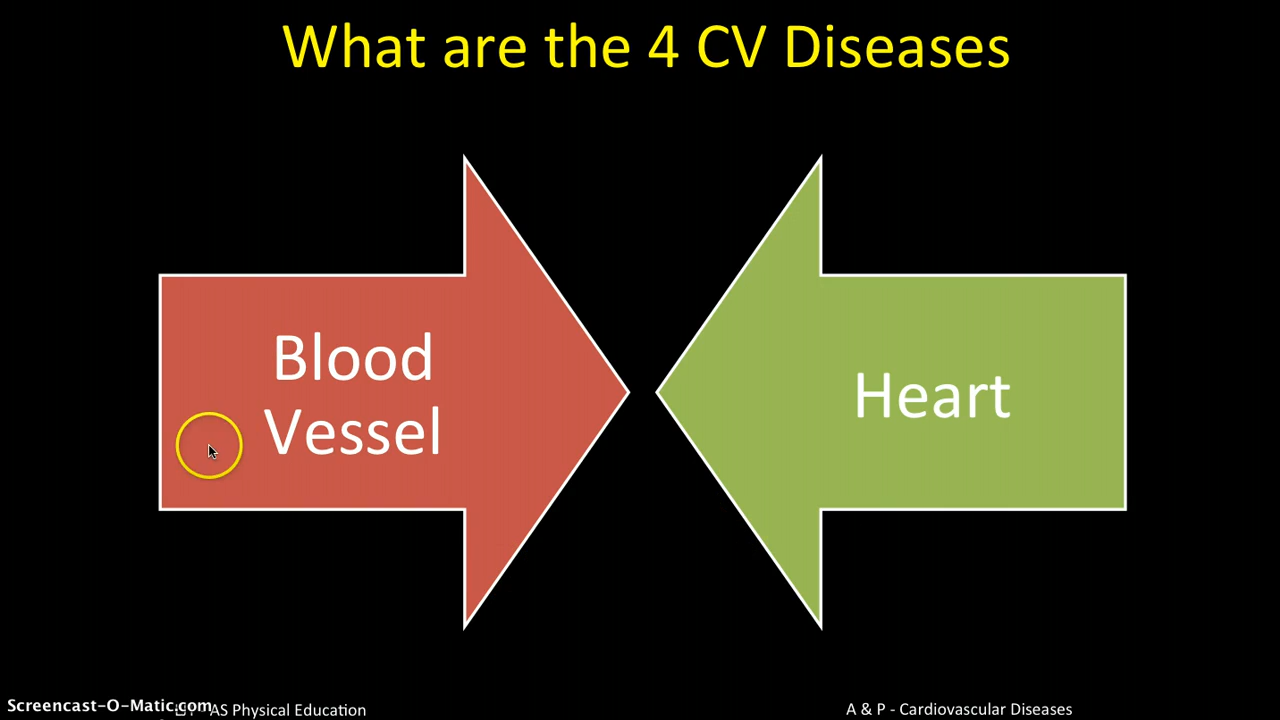 What are the 4 CV Diseases
Blood
Vessel
Heart
Screencast-O-Matic.com
AS Physical Education
A & P - Cardiovascular Diseases